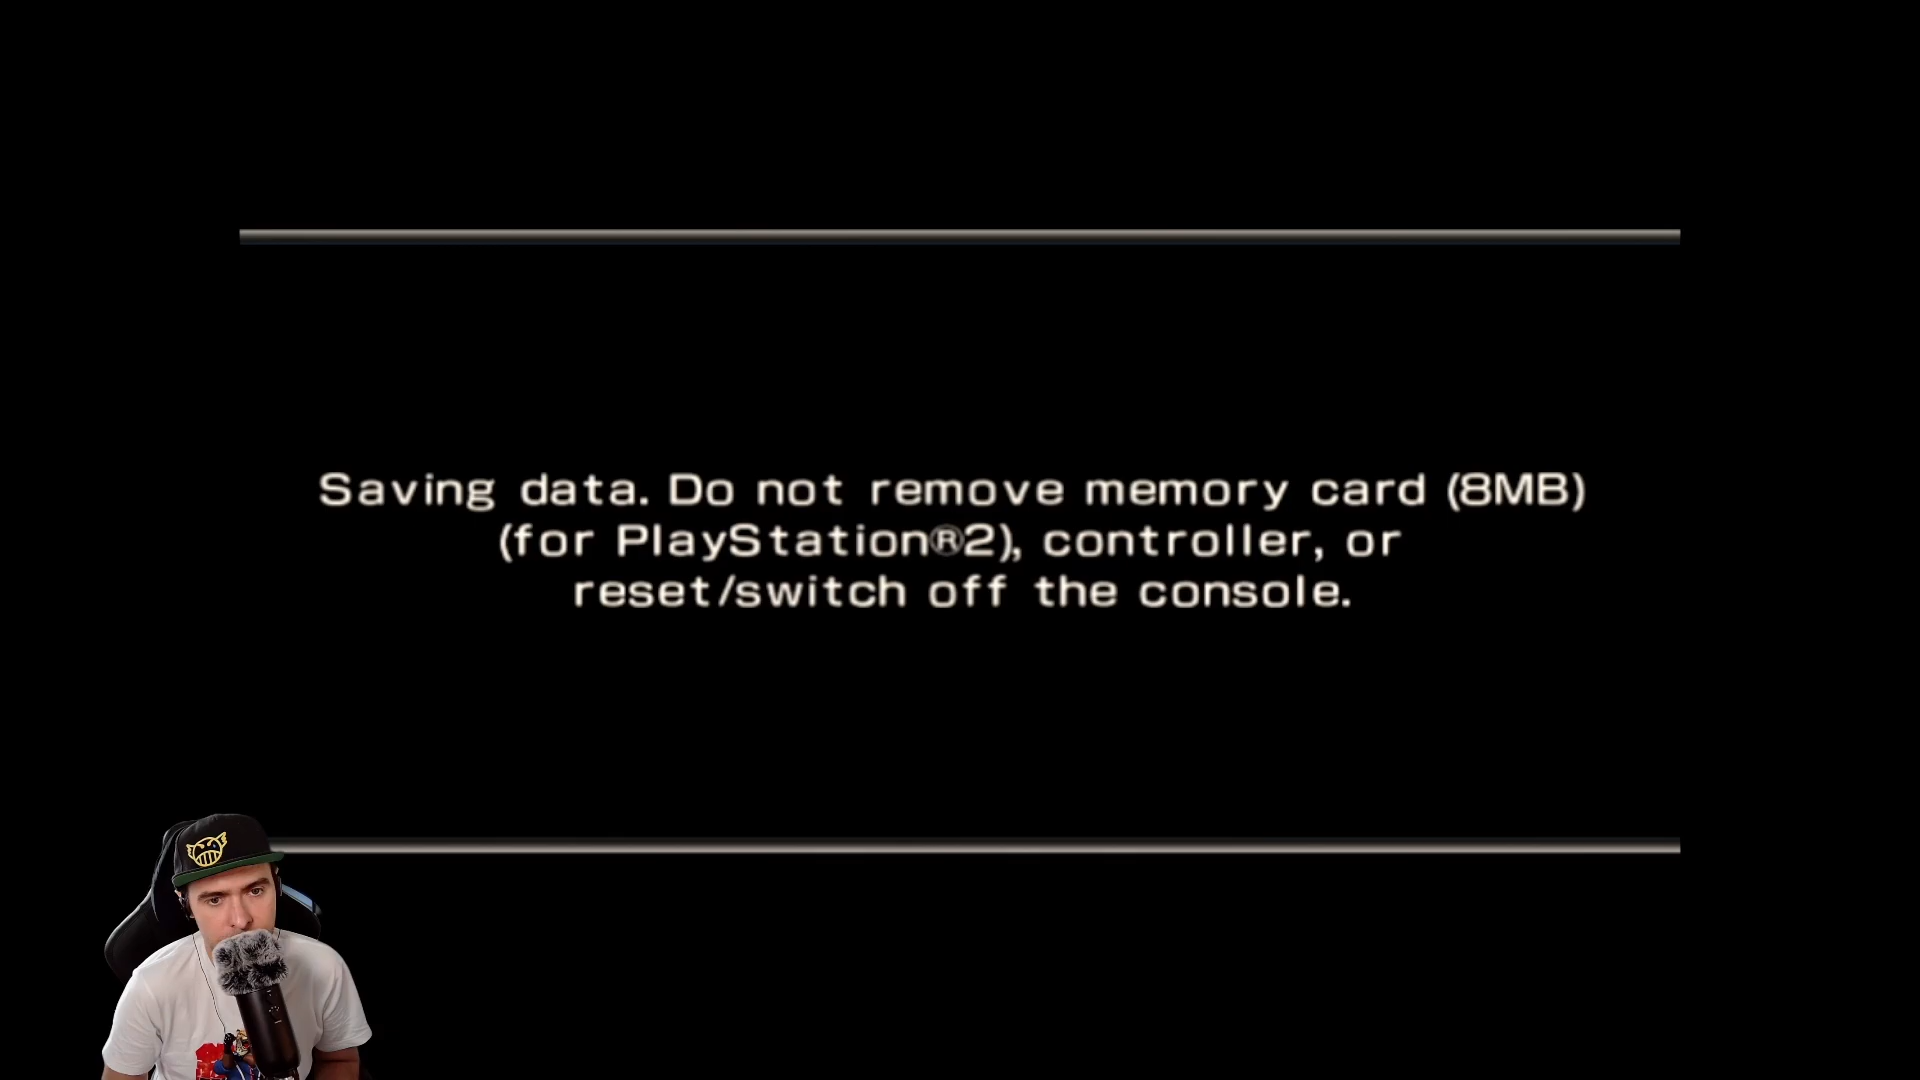 Saving data. Do not remove memory card (8MB)
(for PlayStation®2), controller, or
reset/switch off the console.